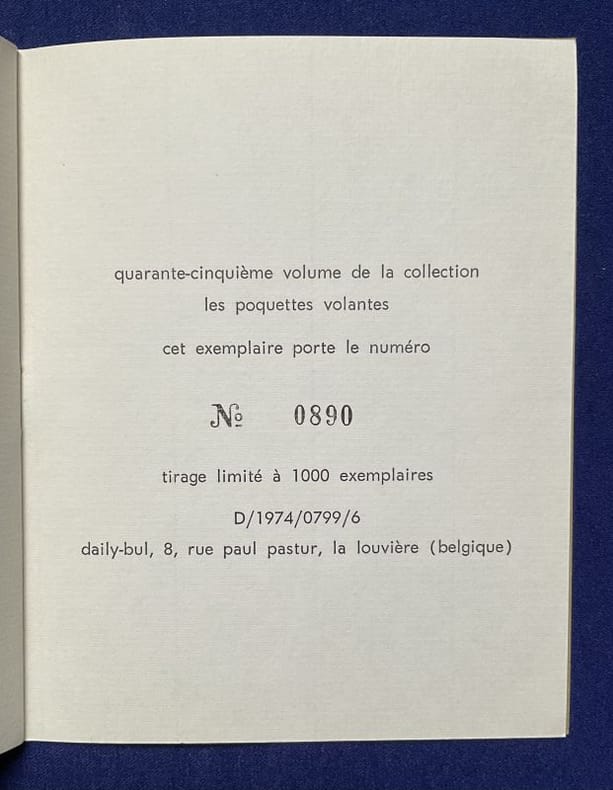 quarante-cinquième volume de la collection
les poquettes volantes
cet exemplaire porte le numéro
№ 0890
tirage limité à 1000 exemplaires
D/1974/0799/6
daily-bul, 8, rue paul pastur, la louvière (belgique)